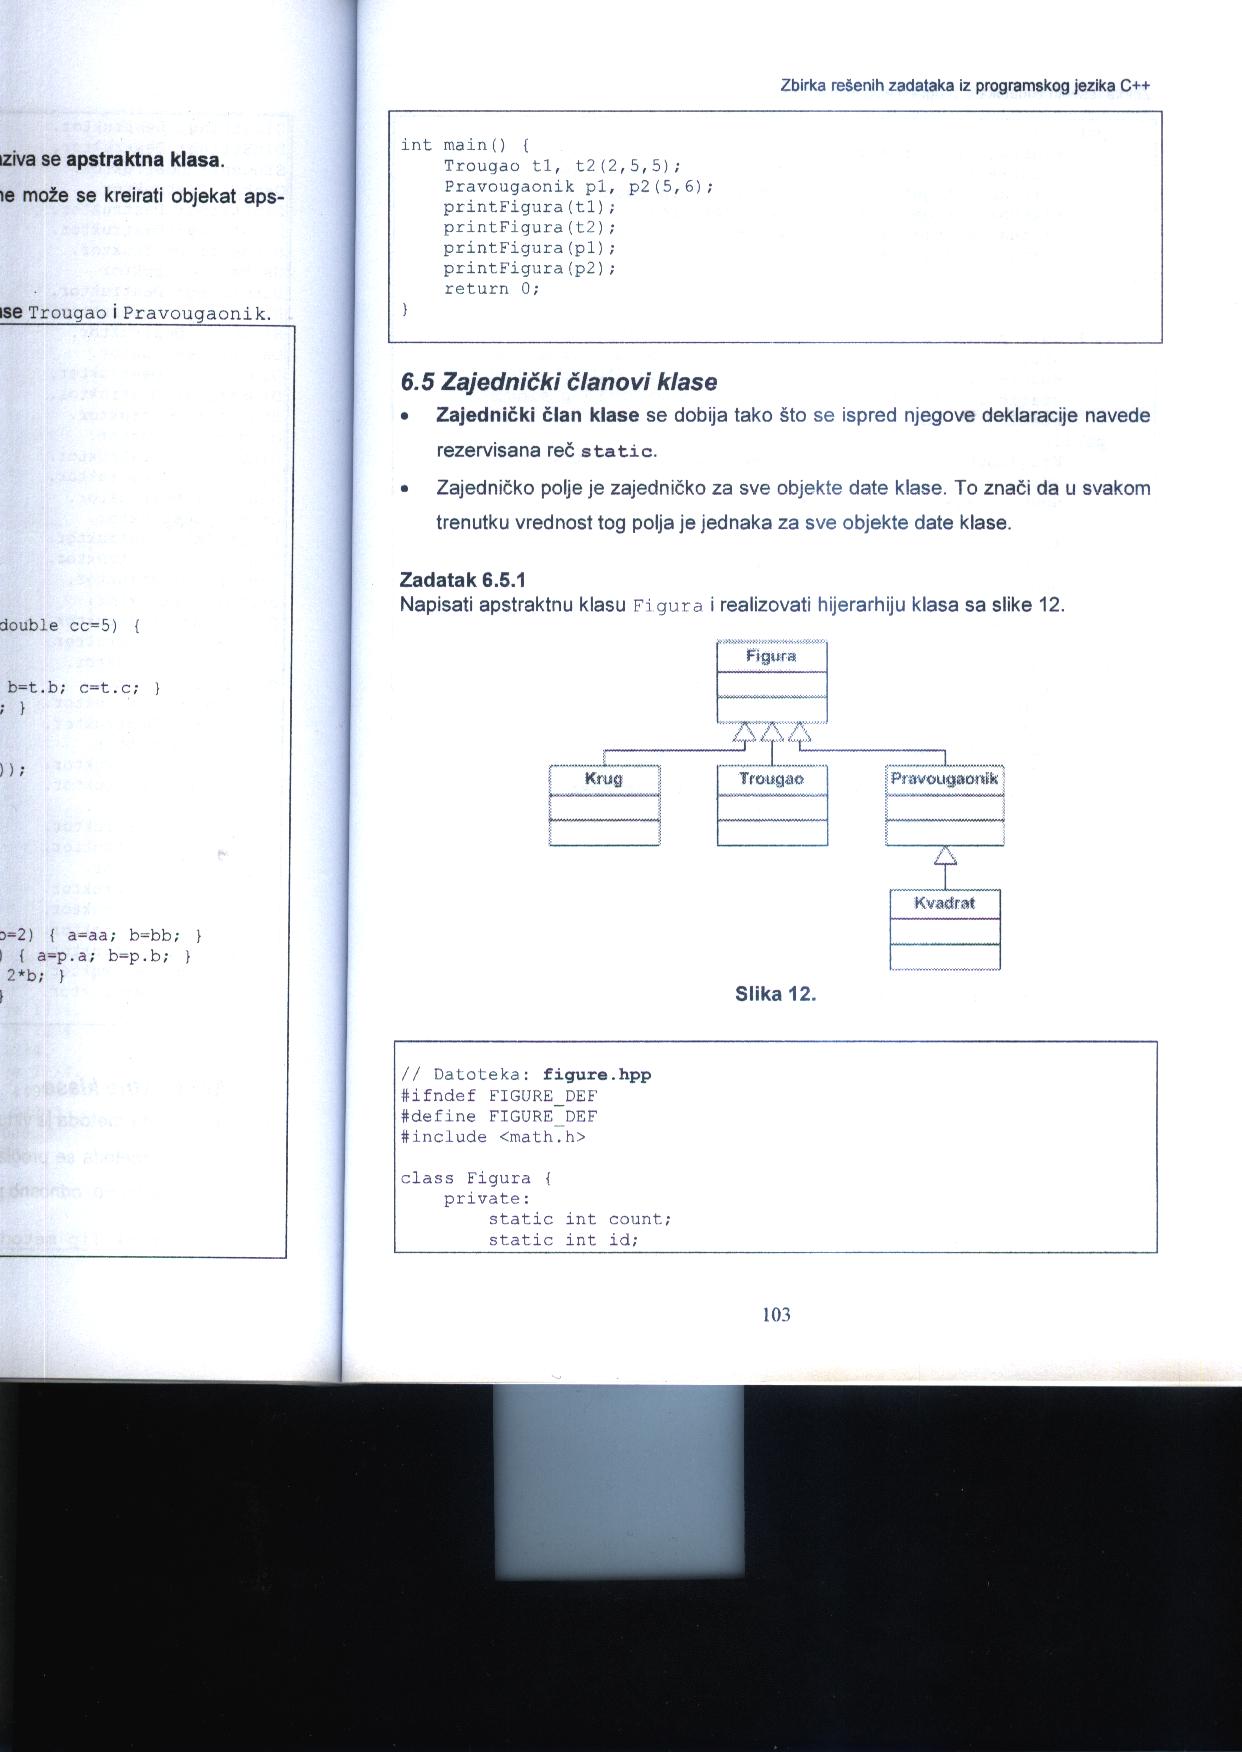 ziva se apstraktna klasa.
ne može se kreirati objekat aps-
Trougao i Pravougaonik.
double cc=5) {
b=t.b; c=t.c; }
; }
));
=2) { a=aa; b=bb; }
) { a=p.a; b=p.b; }
2*b; }
}
Zbirka rešenih zadataka iz programskog jezika C++
int main() {
Trougao t1, t2(2,5,5);
Pravougaonik p1, p2(5,6);
printFigura(t1);
printFigura(t2);
printFigura(p1);
printFigura(p2);
return 0;
}
6.5 Zajednički članovi klase
• Zajednički član klase se dobija tako što se ispred njegove deklaracije navede
rezervisana reč static.
• Zajedničko polje je zajedničko za sve objekte date klase. To znači da u svakom
trenutku vrednost tog polja je jednaka za sve objekte date klase.
Zadatak 6.5.1
Napisati apstraktnu klasu Figura i realizovati hijerarhiju klasa sa slike 12.
Figura
Krug
Trougao
Pravougaonik
Kvadrat
Slika 12.
// Datoteka: figure.hpp
#ifndef FIGURE_DEF
#define FIGURE_DEF
#include <math.h>
class Figura {
private:
static int count;
static int id;
103